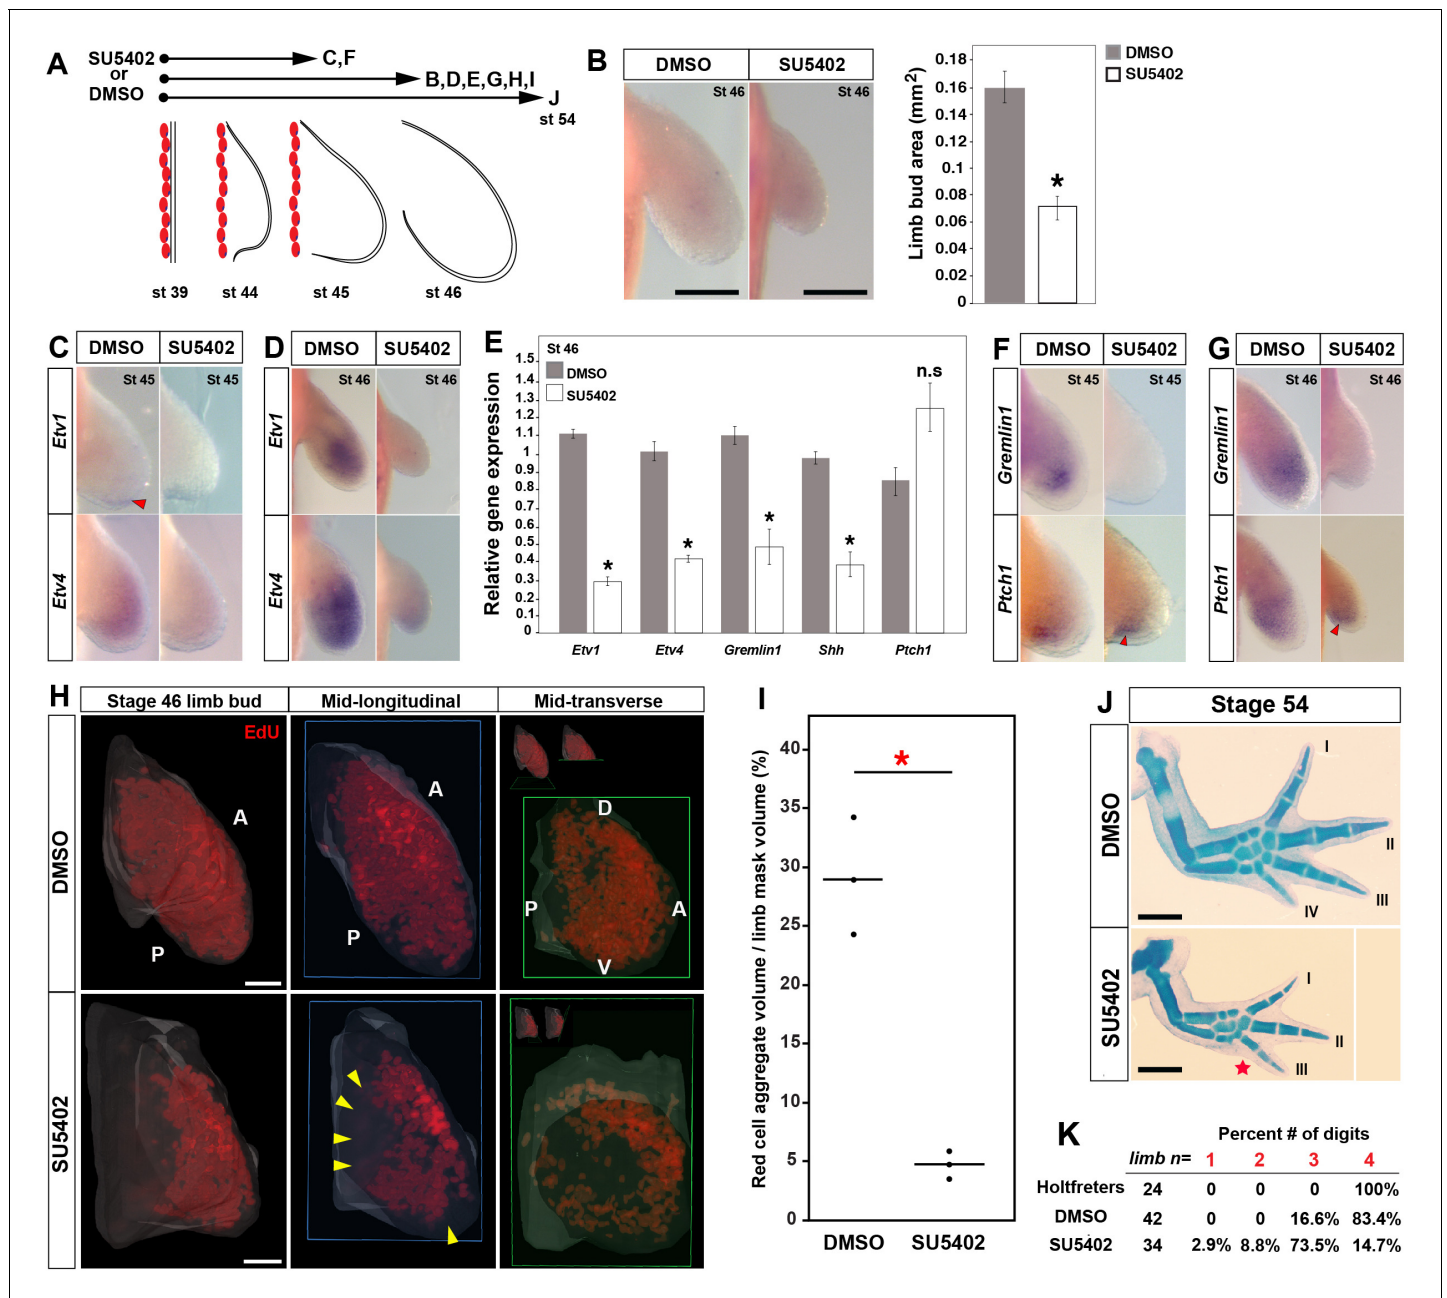 A
SU5402
or
DMSO
C,F
B,D,E,G,H,I
J
st 54
st 39
st 44
st 45
st 46
B
DMSO
SU5402
St 46
St 46
Limb bud area (mm2)
0.18
0.16
0.14
0.12
0.1
0.08
0.06
0.04
0.02
0
*
DMSO
SU5402
C
DMSO
SU5402
Etv1
St 45
St 45
Etv4
D
DMSO
SU5402
Etv1
St 46
St 46
Etv4
E
St 46
DMSO
SU5402
Relative gene expression
1.5
1.4
1.3
1.2
1.1
1
0.9
0.8
0.7
0.6
0.5
0.4
0.3
0.2
0.1
0
*
*
*
*
n.s
Etv1
Etv4
Gremlin1
Shh
Ptch1
F
DMSO
SU5402
Gremlin1
St 45
St 45
Ptch1
G
DMSO
SU5402
Gremlin1
St 46
St 46
Ptch1
H
Stage 46 limb bud
Mid-longitudinal
Mid-transverse
DMSO
EdU
A
P
A
P
D
P
A
V
SU5402
I
Red cell aggregate volume / limb mask volume (%)
40
35
30
25
20
15
10
5
0
*
DMSO
SU5402
J
Stage 54
DMSO
I
II
III
IV
SU5402
I
II
III
K
Percent # of digits
limb n= 1 2 3 4
Holtfreters 24 0 0 0 100%
DMSO 42 0 0 16.6% 83.4%
SU5402 34 2.9% 8.8% 73.5% 14.7%